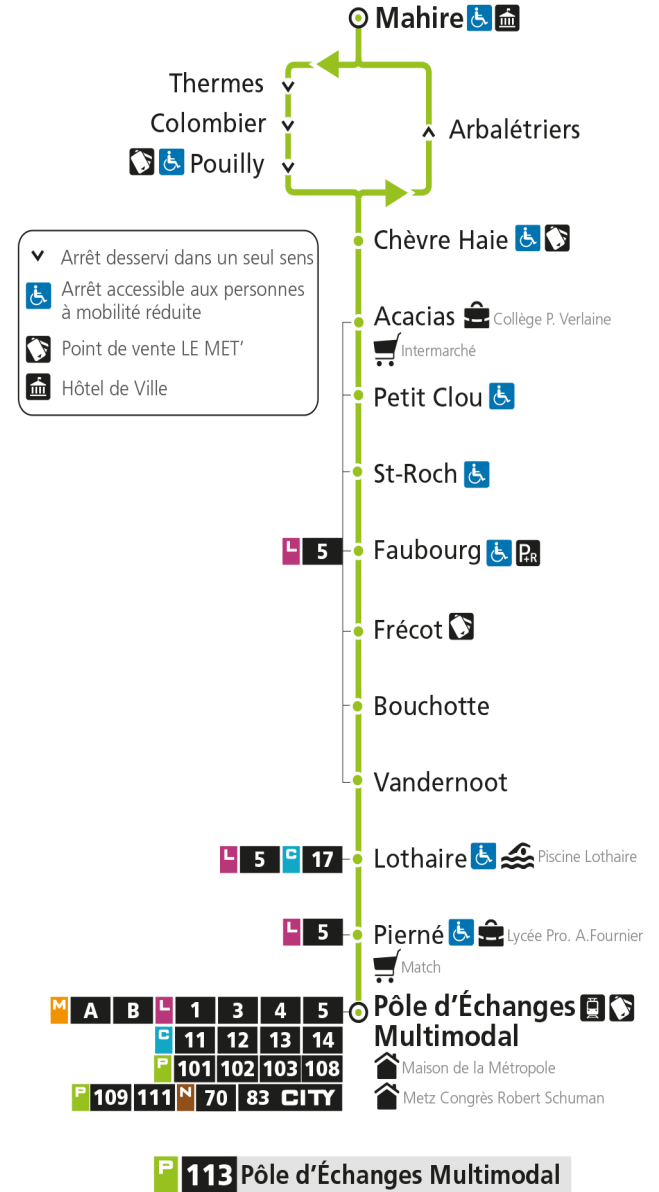 Mahire
Thermes
Colombier
Arbalétriers
Pouilly
Chèvre Haie
Arrêt desservi dans un seul sens
Arrêt accessible aux personnes
à mobilité réduite
Point de vente LE MET’
Hôtel de Ville
Acacias Collège P. Verlaine
Intermarché
Petit Clou
St-Roch
L 5 Faubourg P+R
Frécot
Bouchotte
Vandernoot
L 5 C 17 Lothaire Piscine Lothaire
L 5 Pierné Lycée Pro. A.Fournier
Match
M A B L 1 3 4 5 Pôle d’Échanges
C 11 12 13 14 Multimodal
P 101 102 103 108 Maison de la Métropole
P 109 111 N 70 83 CITY Metz Congrès Robert Schuman
P 113 Pôle d’Échanges Multimodal